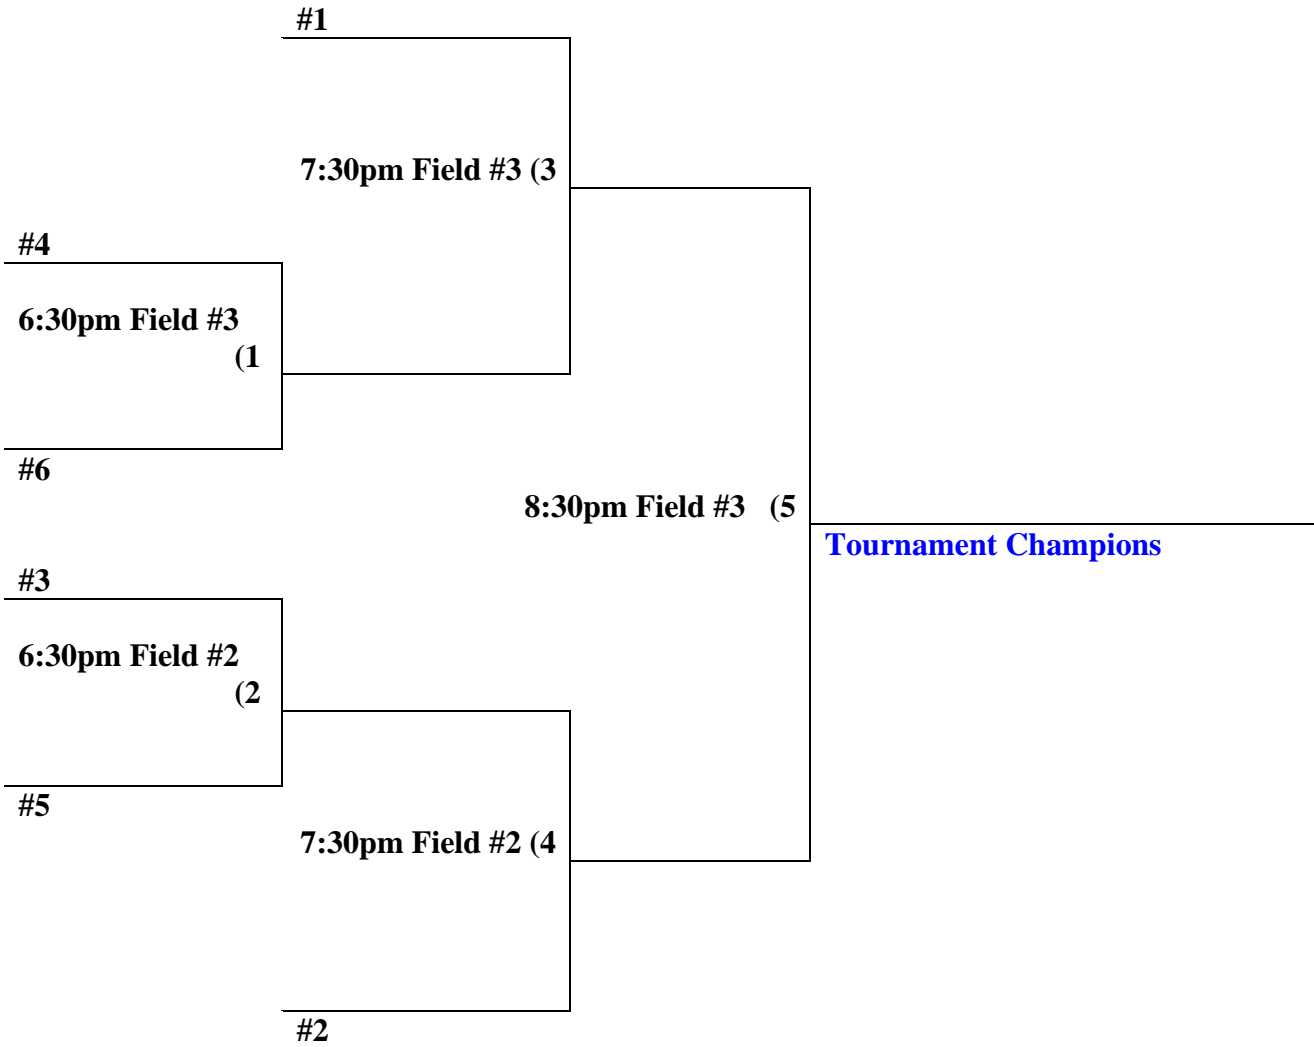 #1
7:30pm Field #3 (3
#4
6:30pm Field #3
(1
#6
8:30pm Field #3 (5
Tournament Champions
#3
6:30pm Field #2
(2
#5
7:30pm Field #2 (4
#2